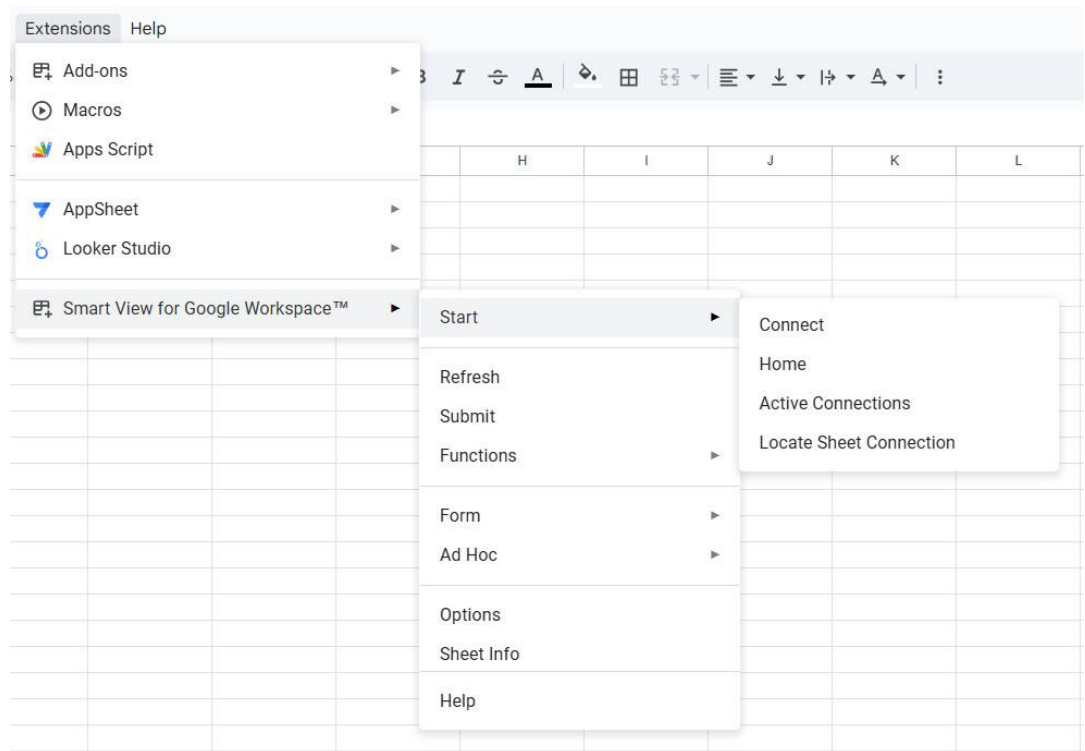 Extensions Help
Add-ons
Macros
Apps Script
AppSheet
Looker Studio
Smart View for Google Workspace™
Start
Refresh
Submit
Functions
Form
Ad Hoc
Options
Sheet Info
Help
Connect
Home
Active Connections
Locate Sheet Connection
I A A
H I J K L